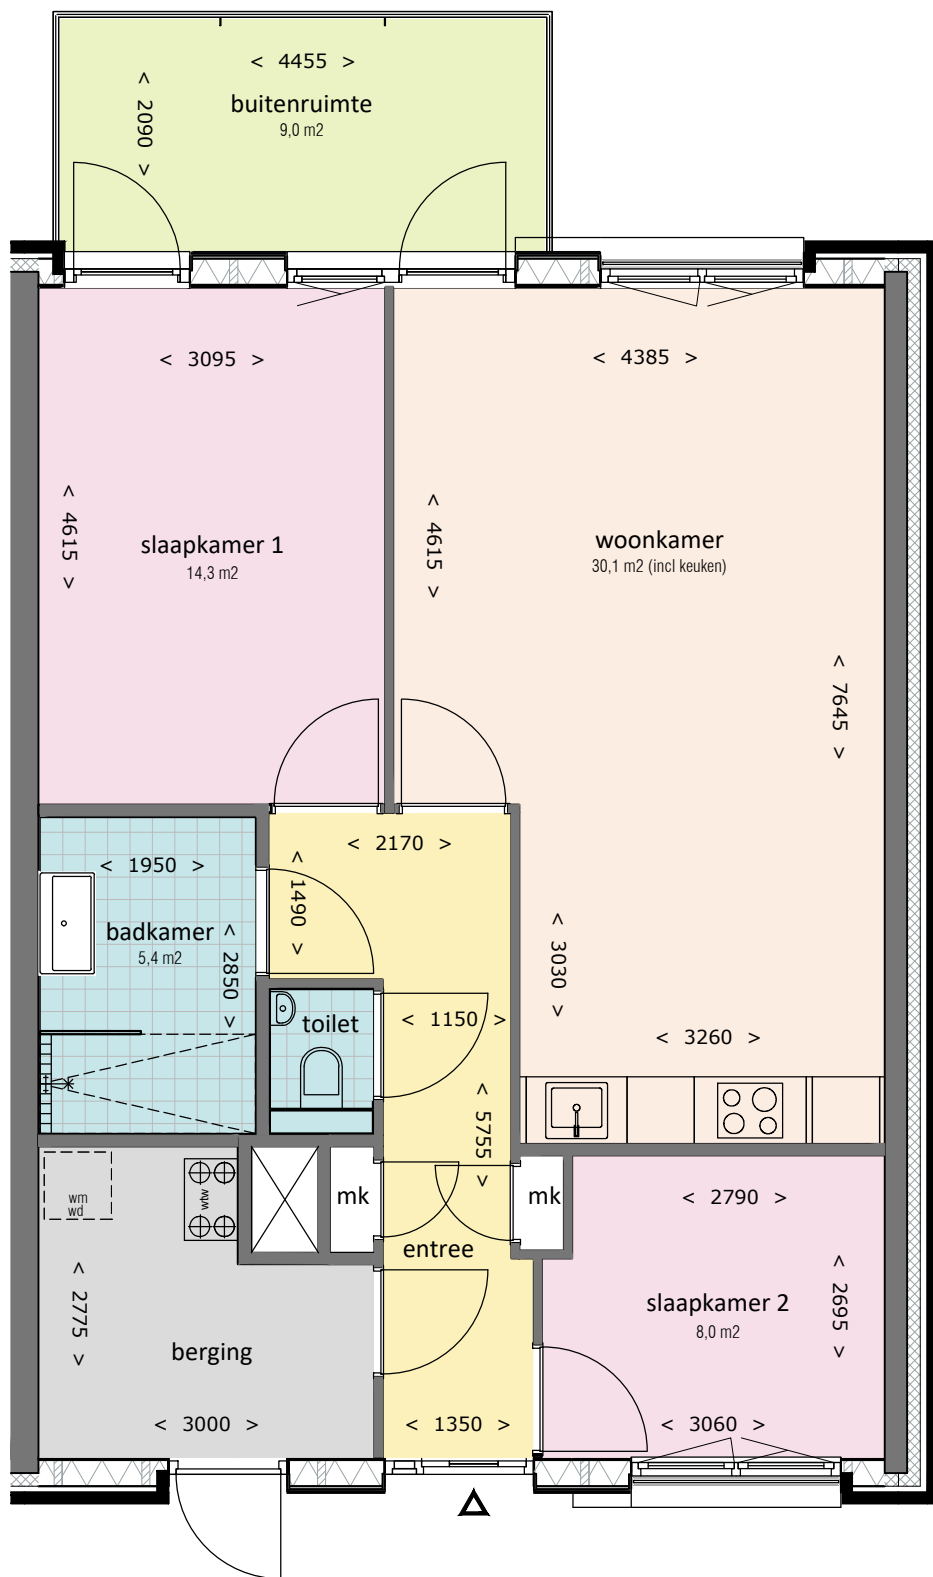 < 4455 >
< 2090 >
buitenruimte
9,0 m2
< 3095 >
< 4385 >
< 4615 >
slaapkamer 1
14,3 m2
< 4615 >
woonkamer
30,1 m2 (incl keuken)
< 7645 >
< 2170 >
< 1950 >
< 1490 >
badkamer
5,4 m2
< 2850 >
< 3030 >
toilet
< 1150 >
< 3260 >
< 5755 >
wm
wd
wtw
mk
mk
< 2790 >
entree
< 2775 >
slaapkamer 2
8,0 m2
< 2695 >
berging
< 3000 >
< 1350 >
< 3060 >